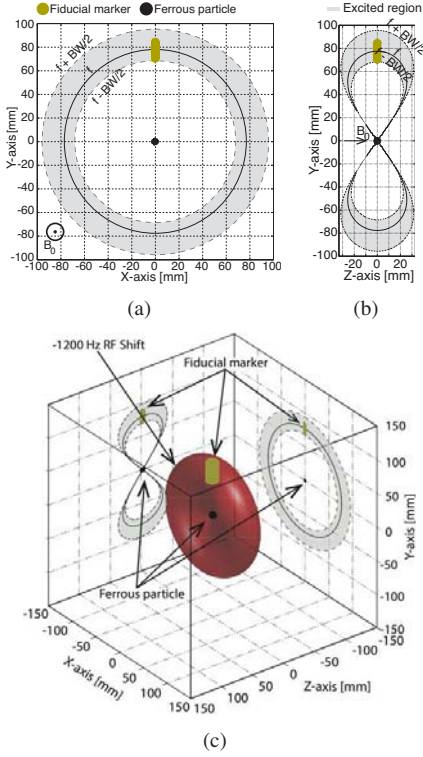 Fiducial marker Ferrous particle Excited region
100
80
60
40
20
0
-20
-40
-60
-80
-100
Y-axis [mm]
f + BW/2
f
f - BW/2
B0
-100 -80 -60 -40 -20 0 20 40 60 80 100
X-axis [mm]
(a)
100
80
60
40
20
0
-20
-40
-60
-80
-100
Y-axis [mm]
f + BW/2
f
f - BW/2
B0
-20 0 20
Z-axis [mm]
(b)
-1200 Hz RF Shift
Fiducial marker
Ferrous particle
150
100
50
0
-50
-100
-150
Y-axis [mm]
-150
-100
-50
0
50
100
150
X-axis [mm]
150
100
50
0
-50
-100
-150
Z-axis [mm]
(c)